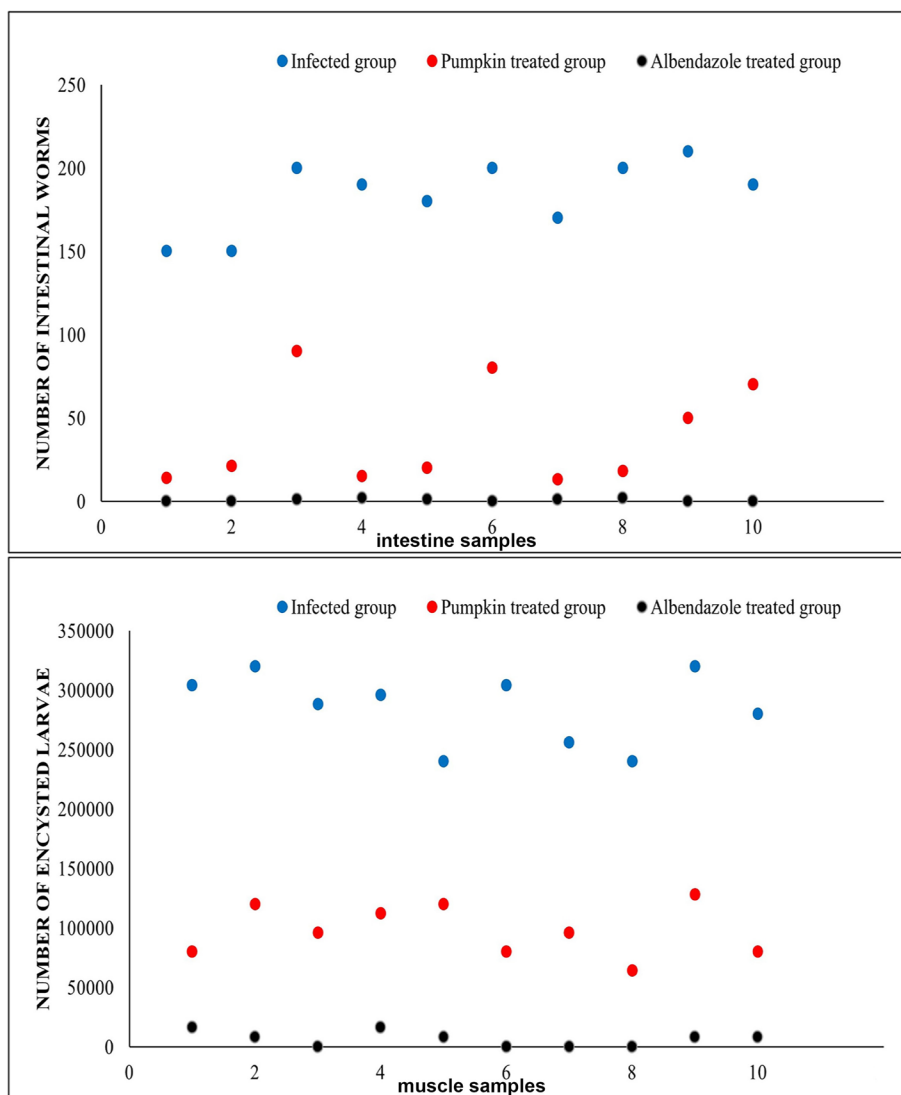 Infected group Pumpkin treated group Albendazole treated group
NUMBER OF INTESTINAL WORMS
250
200
150
100
50
0
0 2 4 6 8 10
intestine samples
Infected group Pumpkin treated group Albendazole treated group
NUMBER OF ENCYSTED LARVAE
350000
300000
250000
200000
150000
100000
50000
0
0 2 4 6 8 10
muscle samples